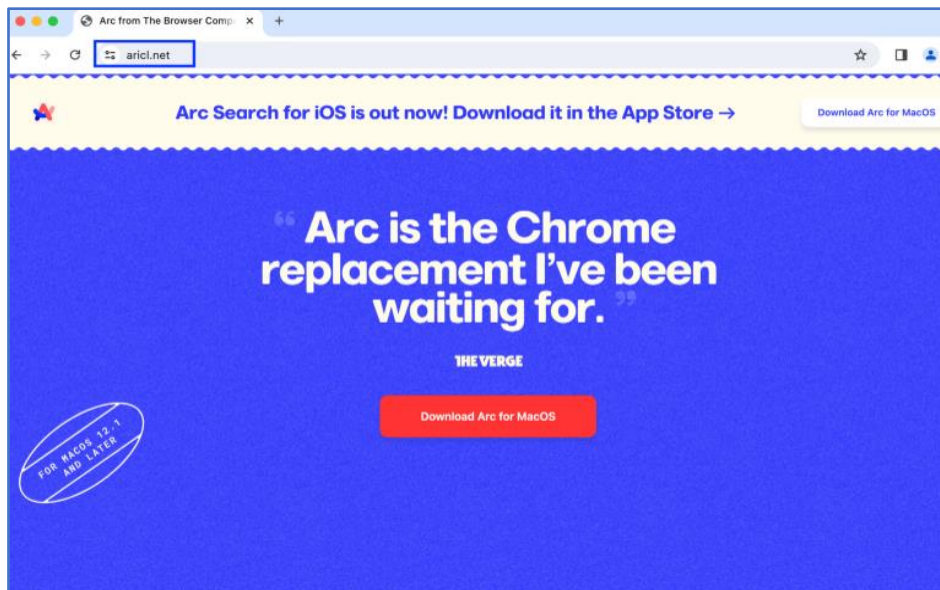 Arc from The Browser Comp
aricl.net
Arc Search for iOS is out now! Download it in the App Store →
Download Arc for MacOS
“ Arc is the Chrome
replacement I’ve been
waiting for. ”
THE VERGE
Download Arc for MacOS
FOR MACOS 12.1
AND LATER